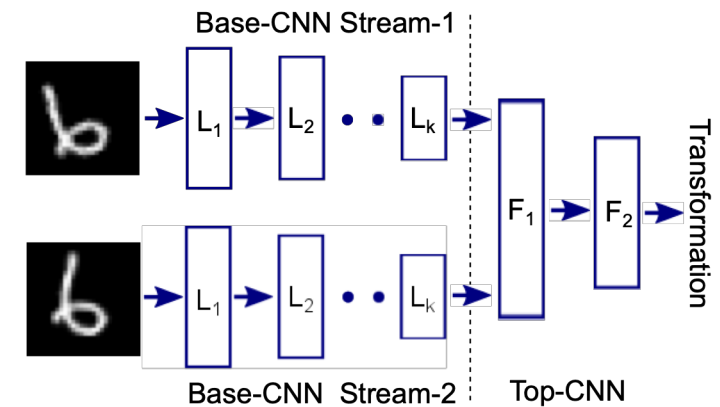 Base-CNN Stream-1
L1
L2
Lk
F1
F2
Transformation
L1
L2
Lk
Base-CNN Stream-2
Top-CNN